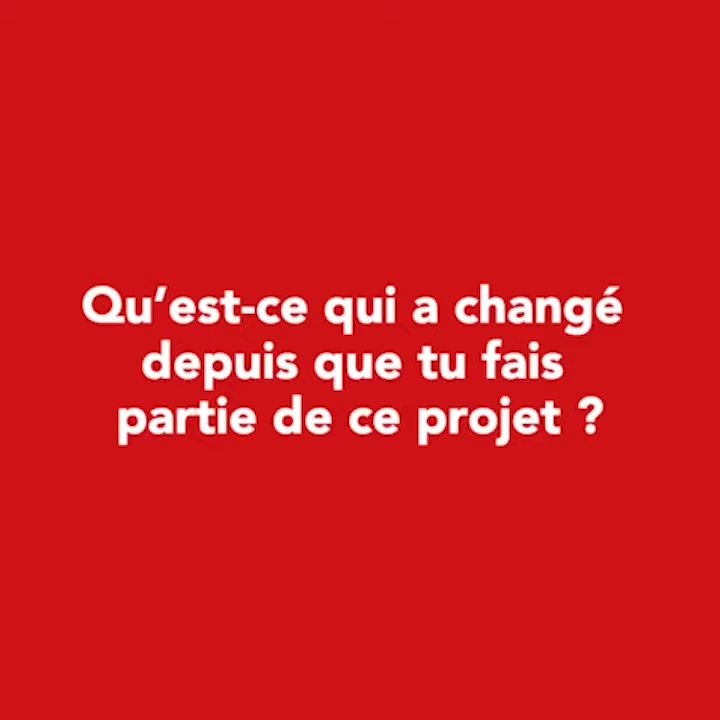 Qu’est-ce qui a changé
depuis que tu fais
partie de ce projet ?